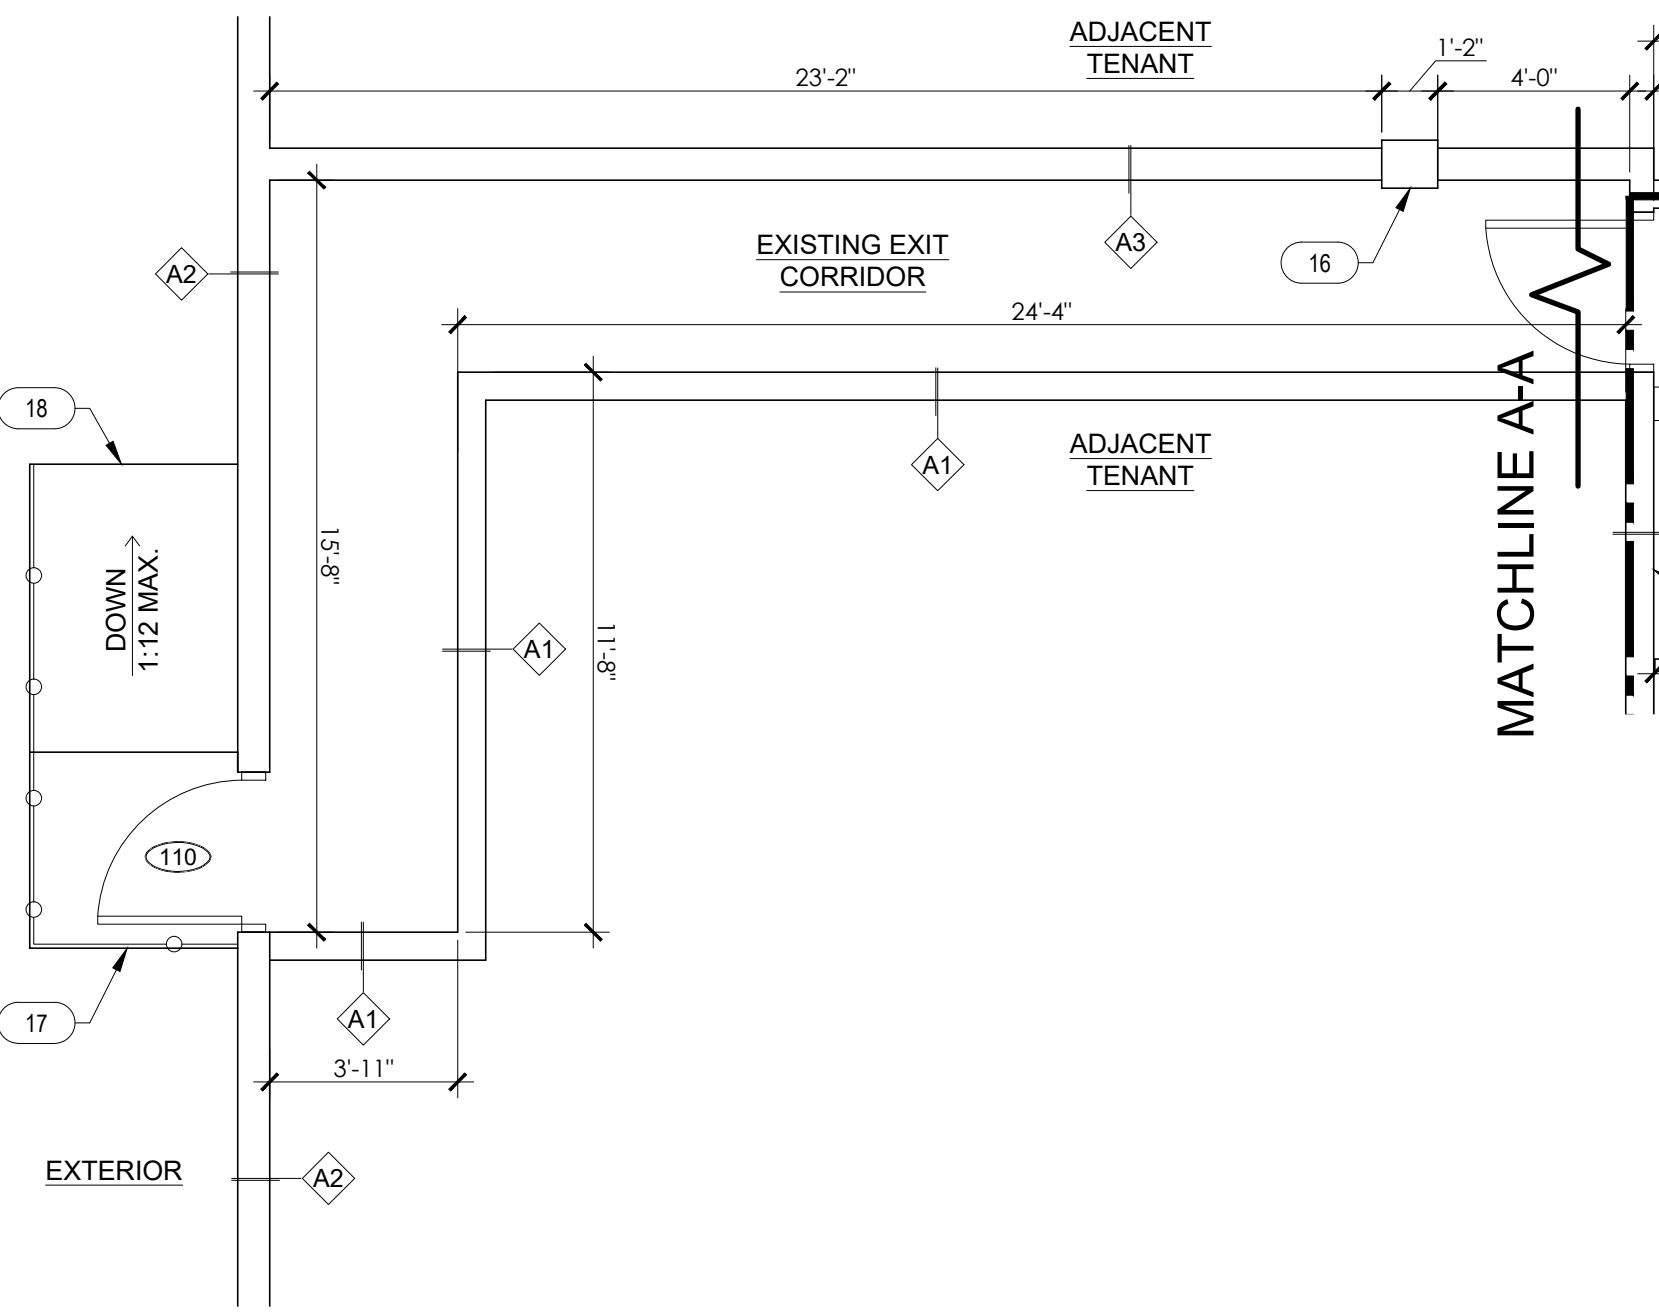 ADJACENT
TENANT
1'-2"
23'-2"
4'-0"
A3
EXISTING EXIT
CORRIDOR
16
A2
24'-4"
18
ADJACENT
TENANT
A1
MATCHLINE A-A
15'-8"
DOWN
1:12 MAX.
A1
11'-8"
110
17
A1
3'-11"
EXTERIOR
A2